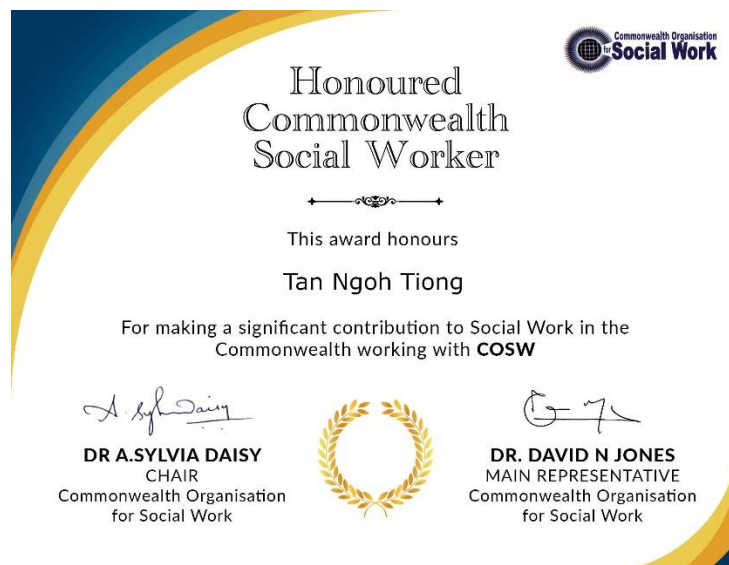 Commonwealth Organisation
for Social Work
Honoured
Commonwealth
Social Worker
This award honours
Tan Ngoh Tiong
For making a significant contribution to Social Work in the
Commonwealth working with COSW
A. Sylvia Daisy
DR A.SYLVIA DAISY
CHAIR
Commonwealth Organisation
for Social Work
DR. DAVID N JONES
MAIN REPRESENTATIVE
Commonwealth Organisation
for Social Work